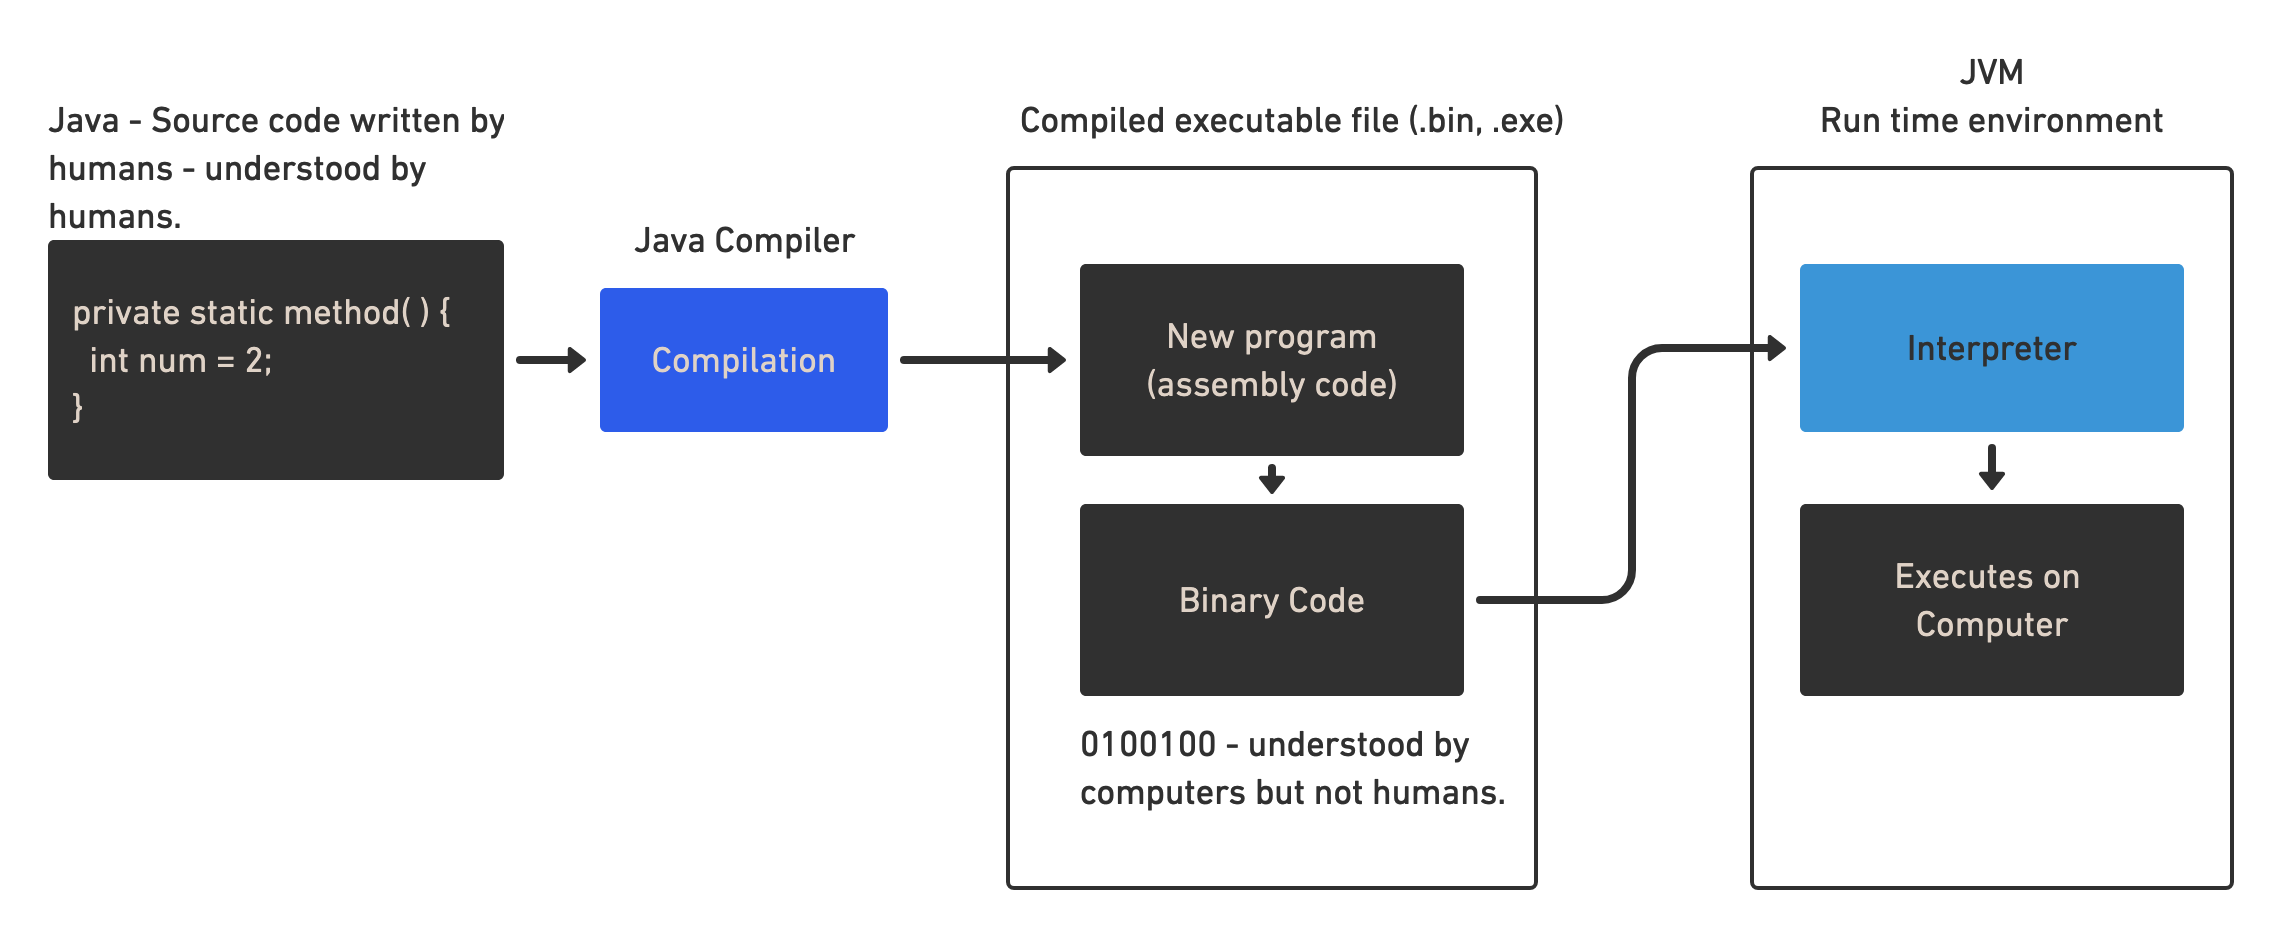 Java - Source code written by
humans - understood by
humans.
private static method( ) {
int num = 2;
}
Java Compiler
Compilation
Compiled executable file (.bin, .exe)
New program
(assembly code)
Binary Code
0100100 - understood by
computers but not humans.
JVM
Run time environment
Interpreter
Executes on
Computer